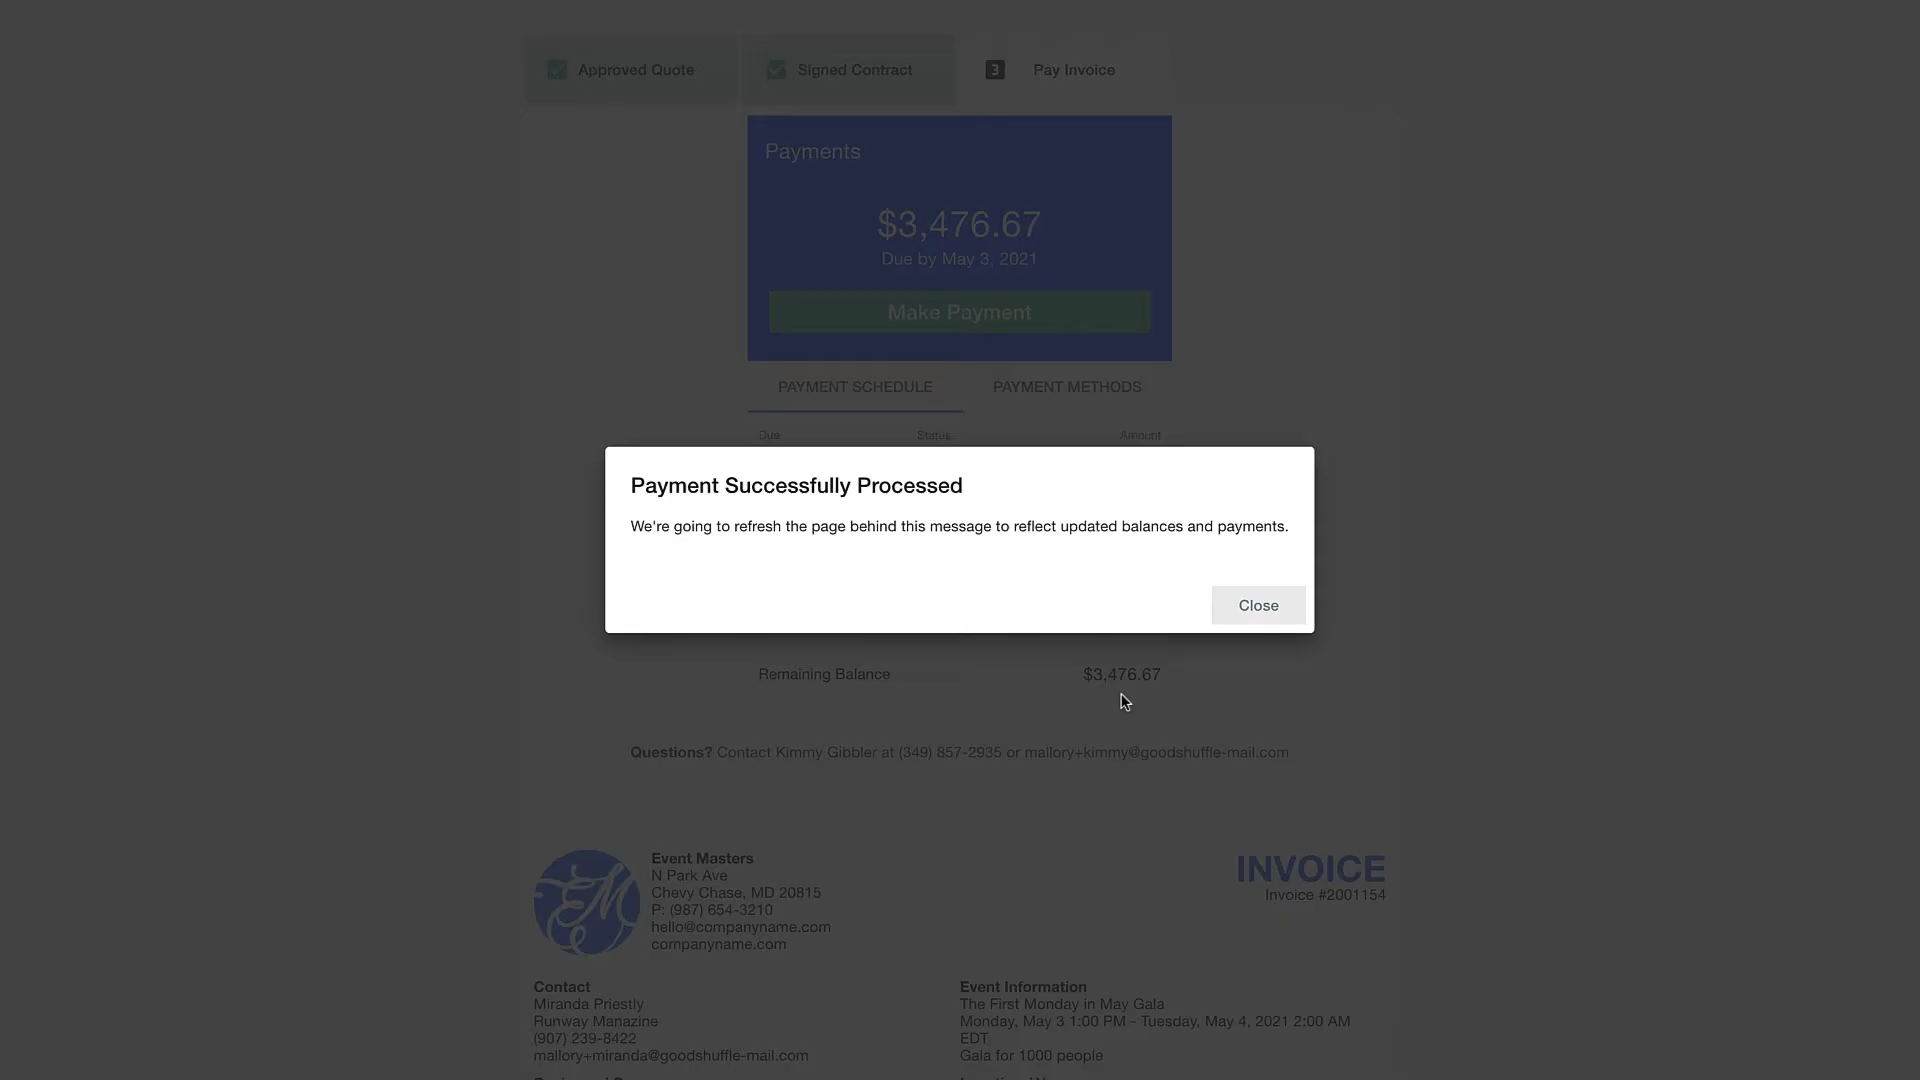 Approved Quote
Signed Contract
3 Pay Invoice
Payments
$3,476.67
Due by May 3, 2021
Make Payment
PAYMENT SCHEDULE PAYMENT METHODS
Due Status Amount
Payment Successfully Processed
We're going to refresh the page behind this message to reflect updated balances and payments.
Close
Remaining Balance $3,476.67
Questions? Contact Kimmy Gibbler at (349) 857-2935 or mallory+kimmy@goodshuffle-mail.com
EM
Event Masters
N Park Ave
Chevy Chase, MD 20815
P: (987) 654-3210
hello@companyname.com
companyname.com
INVOICE
Invoice #2001154
Contact
Miranda Priestly
Runway Manazine
(907) 239-8422
mallory+miranda@goodshuffle-mail.com
Event Information
The First Monday in May Gala
Monday, May 3 1:00 PM - Tuesday, May 4, 2021 2:00 AM
EDT
Gala for 1000 people